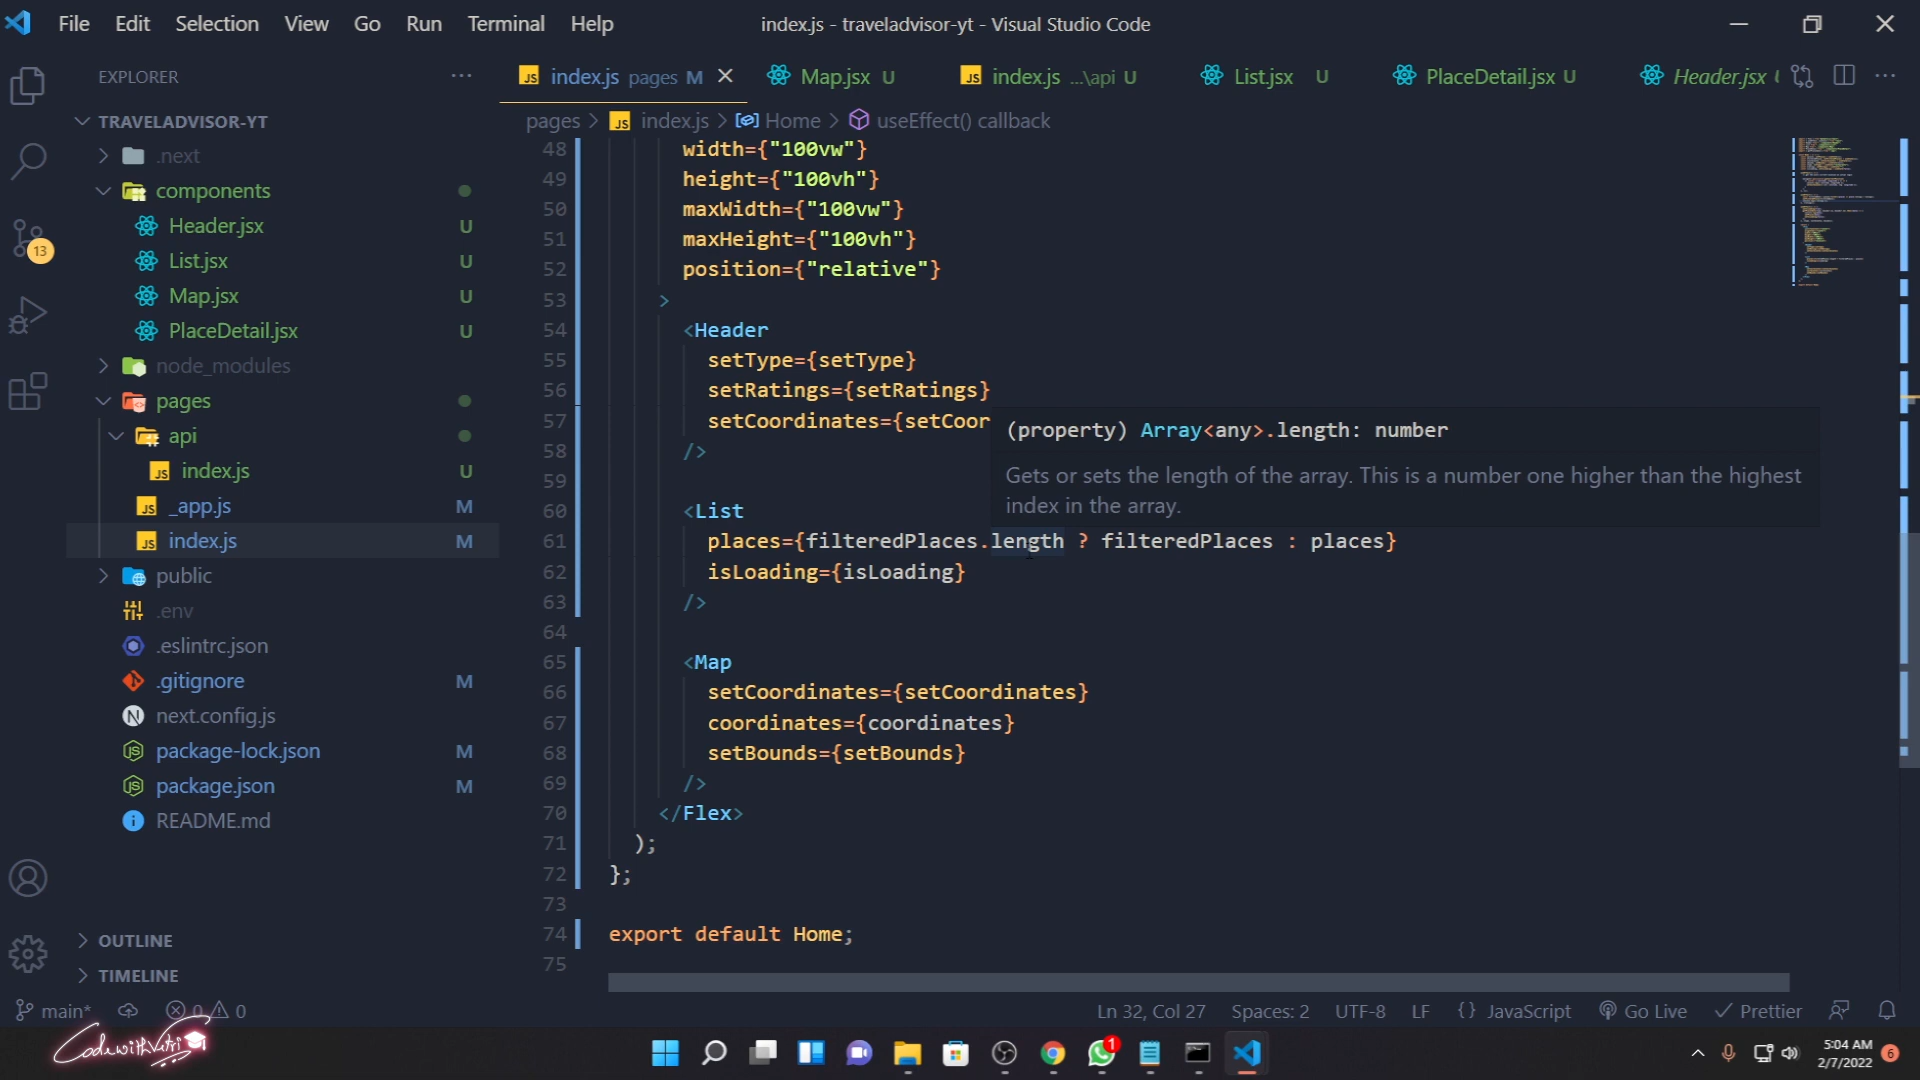 File Edit Selection View Go Run Terminal Help
index.js - traveladvisor-yt - Visual Studio Code
EXPLORER
index.js pages M
Map.jsx U
index.js ...\api U
List.jsx U
PlaceDetail.jsx U
Header.jsx
TRAVELADVISOR-YT
.next
components
Header.jsx U
List.jsx U
Map.jsx U
PlaceDetail.jsx U
node_modules
pages
api
index.js U
_app.js M
index.js M
public
.env
.eslintrc.json
.gitignore M
next.config.js
package-lock.json M
package.json M
README.md
OUTLINE
TIMELINE
13
pages > index.js > Home > useEffect() callback
48 width={"100vw"}
49 height={"100vh"}
50 maxWidth={"100vw"}
51 maxHeight={"100vh"}
52 position={"relative"}
53 >
54 <Header
55 setType={setType}
56 setRatings={setRatings}
57 setCoordinates={setCoor
58 />
59
60 <List
61 places={filteredPlaces.length ? filteredPlaces : places}
62 isLoading={isLoading}
63 />
64
65 <Map
66 setCoordinates={setCoordinates}
67 coordinates={coordinates}
68 setBounds={setBounds}
69 />
70 </Flex>
71 );
72 };
73
74 export default Home;
75
(property) Array<any>.length: number
Gets or sets the length of the array. This is a number one higher than the highest
index in the array.
main* 0 0
Ln 32, Col 27 Spaces: 2 UTF-8 LF {} JavaScript Go Live Prettier
1
5:04 AM
2/7/2022
6